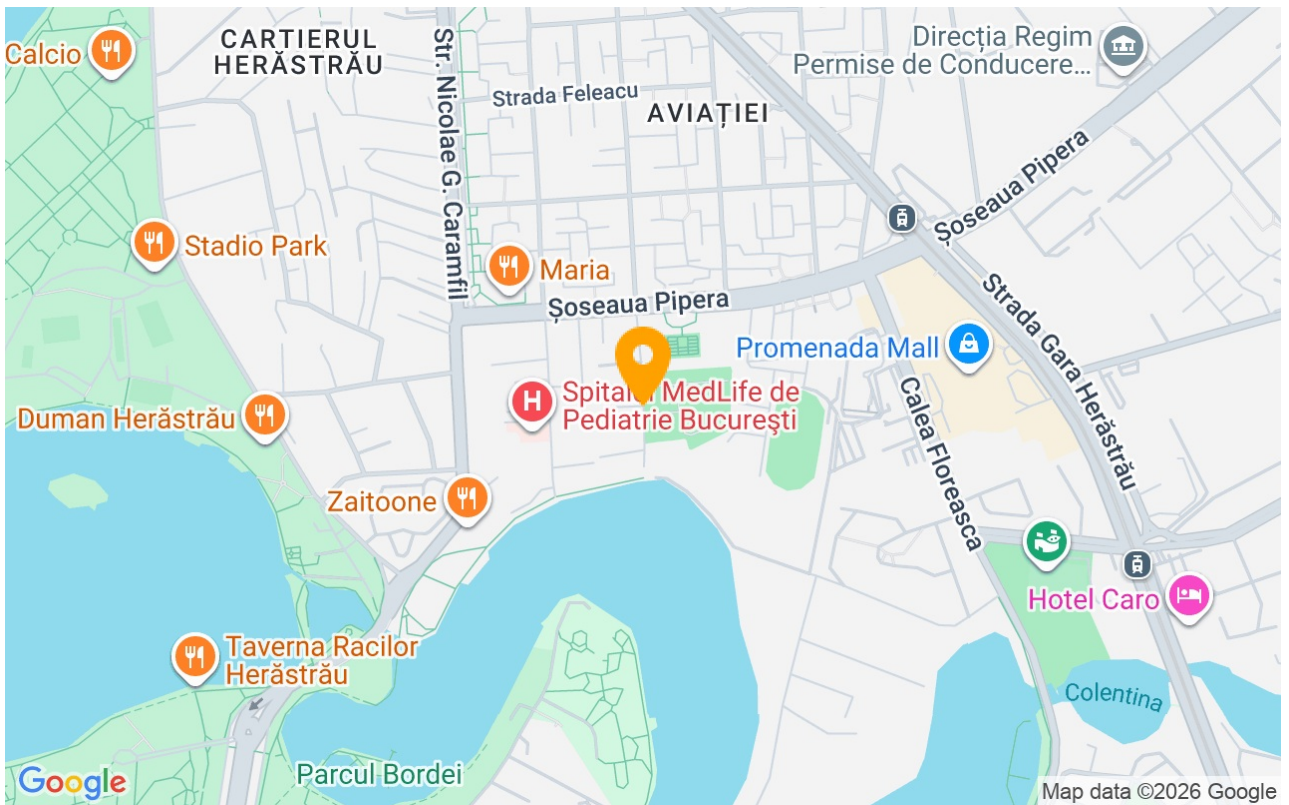 Calcio
CARTIERUL
HERĂSTRĂU
Str. Nicolae G. Caramfil
Strada Feleacu
AVIAȚIEI
Direcția Regim
Permise de Conducere...
Șoseaua Pipera
Stadio Park
Maria
Șoseaua Pipera
Strada Gara Herăstrău
Promenada Mall
Calea Floreasca
Spitalul MedLife de
Pediatrie Bucureşti
Duman Herăstrău
Zaitoone
Hotel Caro
Taverna Racilor
Herăstrău
Colentina
Parcul Bordei
Google
Map data ©2026 Google